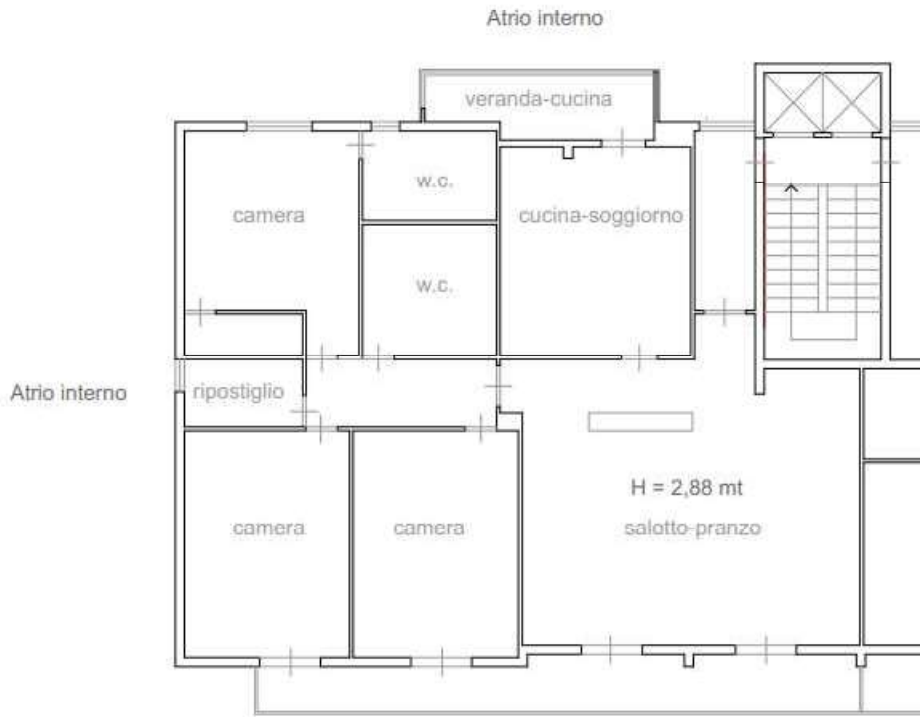 Atrio interno
veranda-cucina
w.c.
camera
cucina-soggiorno
w.c.
Atrio interno
ripostiglio
H = 2,88 mt
camera
camera
salotto-pranzo